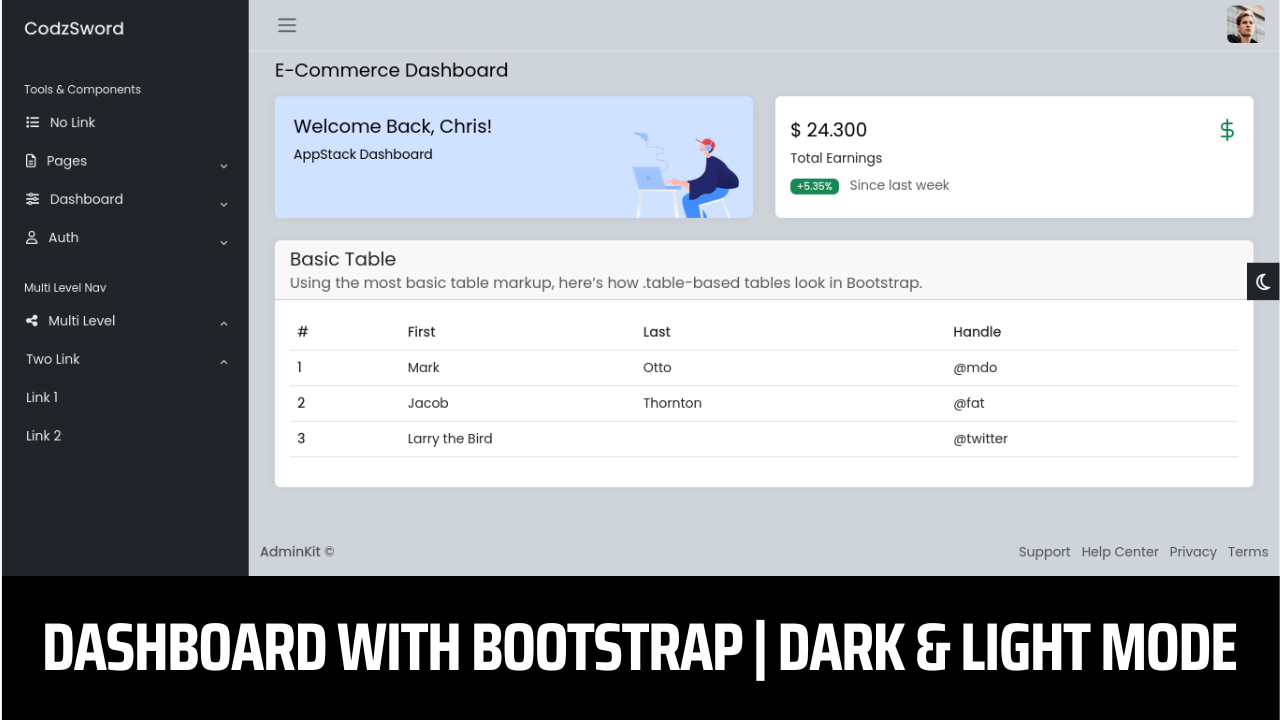 CodzSword
Tools & Components
No Link
Pages
Dashboard
Auth
Multi Level Nav
Multi Level
Two Link
Link 1
Link 2
E-Commerce Dashboard
Welcome Back, Chris!
AppStack Dashboard
$ 24.300
$
Total Earnings
+5.35% Since last week
Basic Table
Using the most basic table markup, here’s how .table-based tables look in Bootstrap.
# First Last Handle
1 Mark Otto @mdo
2 Jacob Thornton @fat
3 Larry the Bird @twitter
AdminKit © Support Help Center Privacy Terms
DASHBOARD WITH BOOTSTRAP | DARK & LIGHT MODE